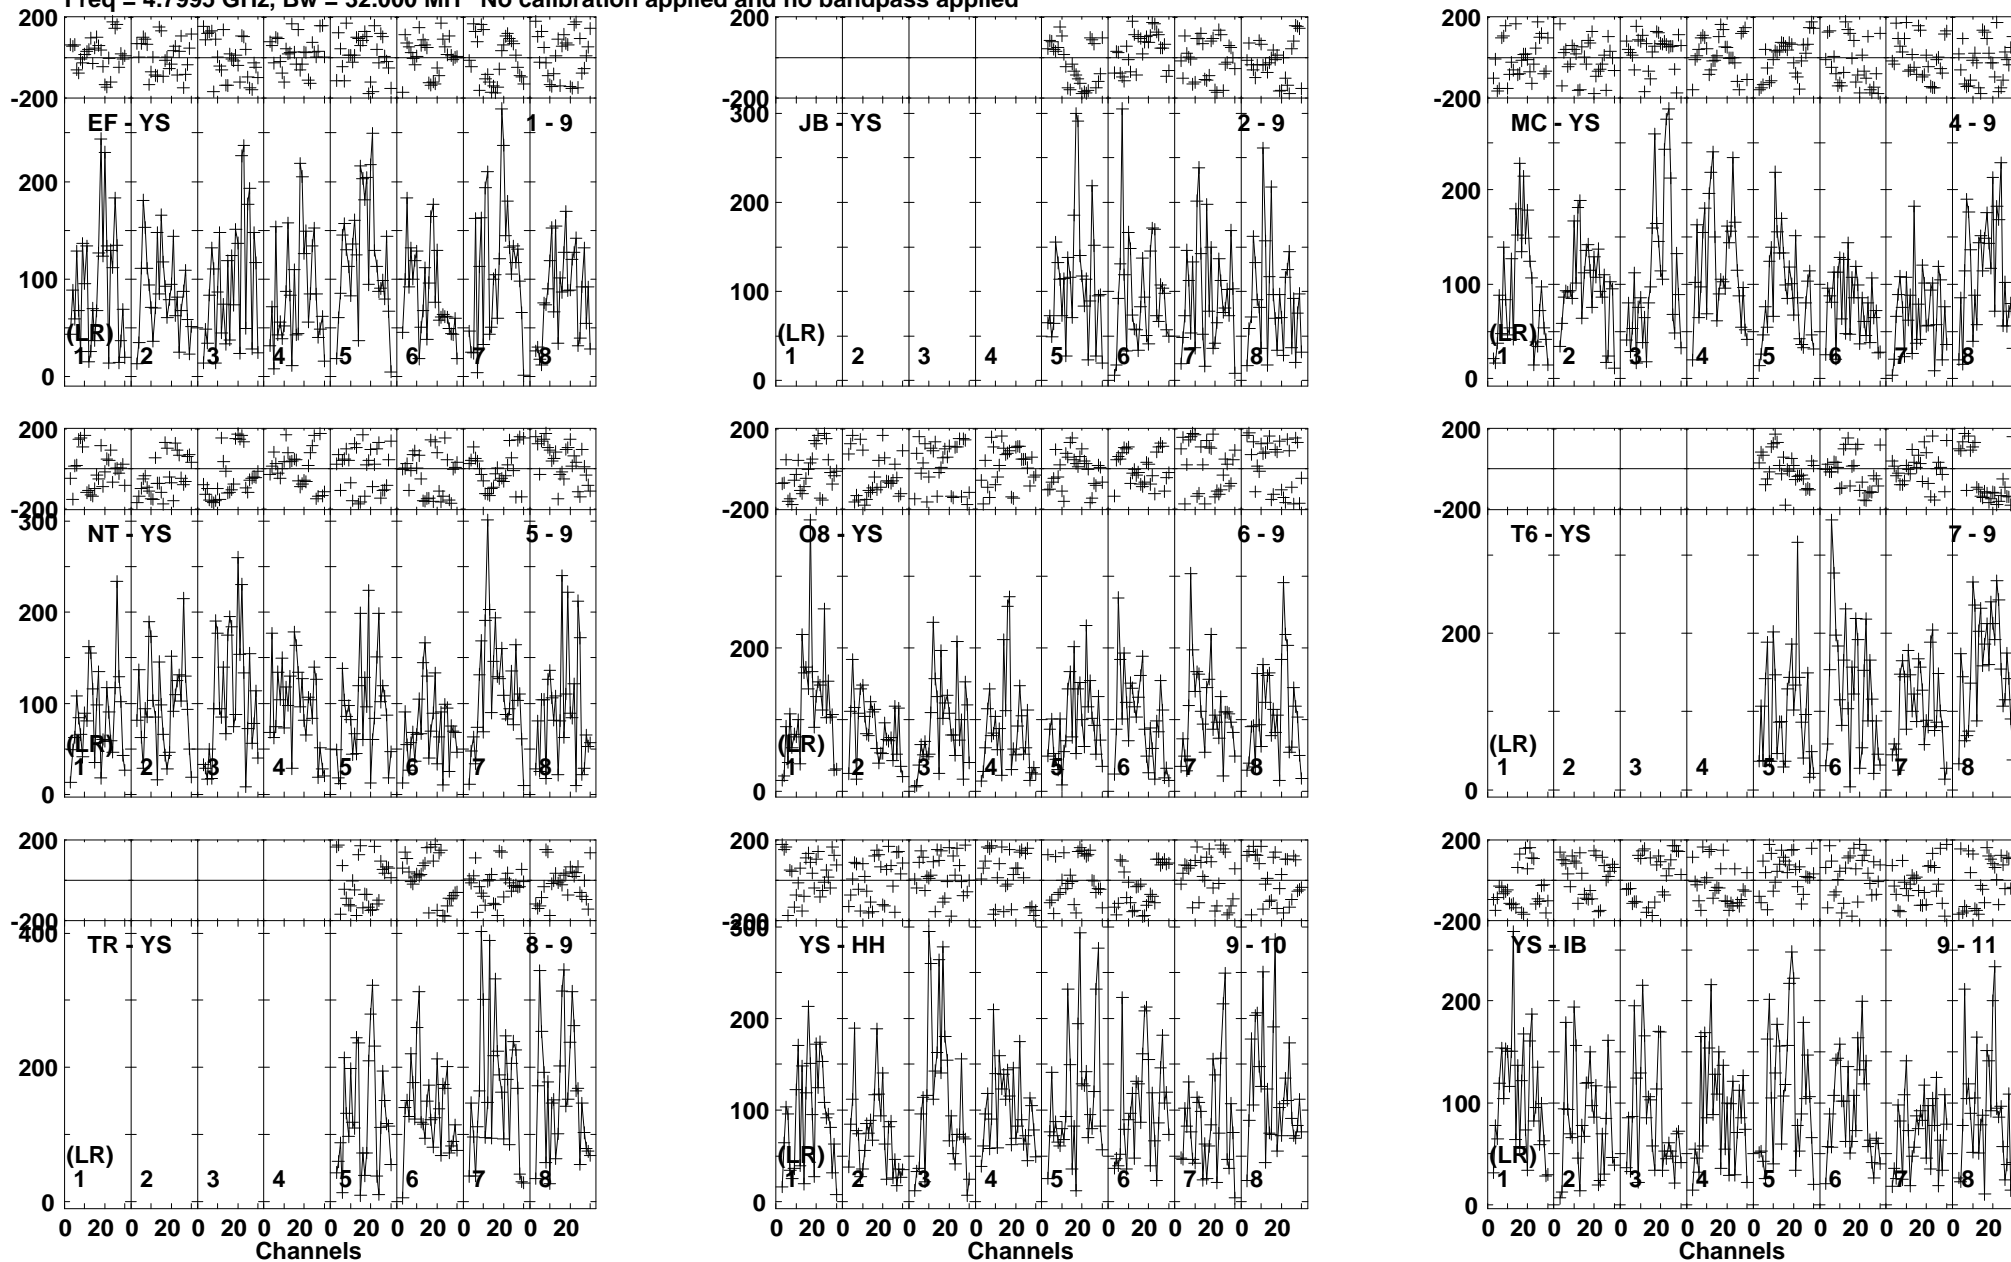 Freq = 4.7995 GHz, Bw = 32.000 MH No calibration applied and no bandpass applied
200 200 200
-200 -200 -200
EF - YS 1 - 9 JB - YS 2 - 9 MC - YS 4 - 9
300
200 200 200
100 100 100
(LR) (LR) (LR)
1 2 3 4 5 6 7 8 1 2 3 4 5 6 7 8 1 2 3 4 5 6 7 8
0 0 0
200 200 200
-200 -200 -200
300
NT - YS 5 - 9 O8 - YS 6 - 9 T6 - YS 7 - 9
200 200 200
100
(LR) (LR) (LR)
1 2 3 4 5 6 7 8 1 2 3 4 5 6 7 8 1 2 3 4 5 6 7 8
0 0 0
200 200 200
-200 -200 -200
400 300
TR - YS 8 - 9 YS - HH 9 - 10 YS - IB 9 - 11
200 200 200
100 100
(LR) (LR) (LR)
1 2 3 4 5 6 7 8 1 2 3 4 5 6 7 8 1 2 3 4 5 6 7 8
0 0 0
0 20 0 20 0 20 0 20 0 20 0 20 0 20 0 20 0 20 0 20 0 20 0 20 0 20 0 20 0 20 0 20 0 20 0 20 0 20 0 20 0 20 0 20 0 20 0 20
Channels Channels Channels